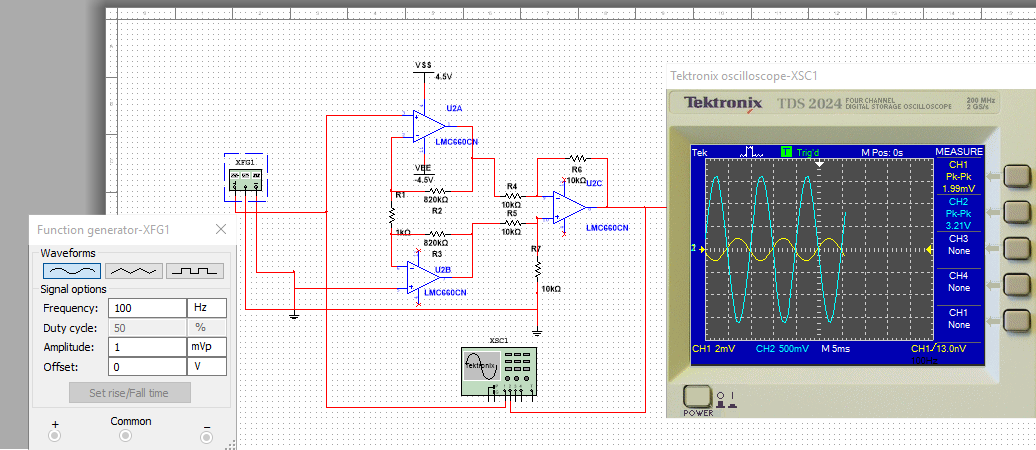 Tektronix oscilloscope-XSC1
Tektronix TDS 2024 FOUR CHANNEL
DIGITAL STORAGE OSCILLOSCOPE
200 MHz
2 GS/s
Tek
T Trig'd
M Pos: 0s
MEASURE
CH1
Pk-Pk
1.99mV
CH2
Pk-Pk
3.21V
CH3
None
CH4
None
CH1
None
CH1 2mV
CH2 500mV
M 5ms
CH1 13.0nV
POWER
VSS
4.5V
U2A
LMC660CN
VEE
-4.5V
XFG1
R1
1kΩ
820kΩ
R2
820kΩ
R3
U2B
LMC660CN
R4
10kΩ
R5
10kΩ
R6
10kΩ
U2C
LMC660CN
R7
10kΩ
XSC1
Tektronix
Function generator-XFG1
Waveforms
Signal options
Frequency: 100 Hz
Duty cycle: 50 %
Amplitude: 1 mVp
Offset: 0 V
Set rise/Fall time
+ Common −